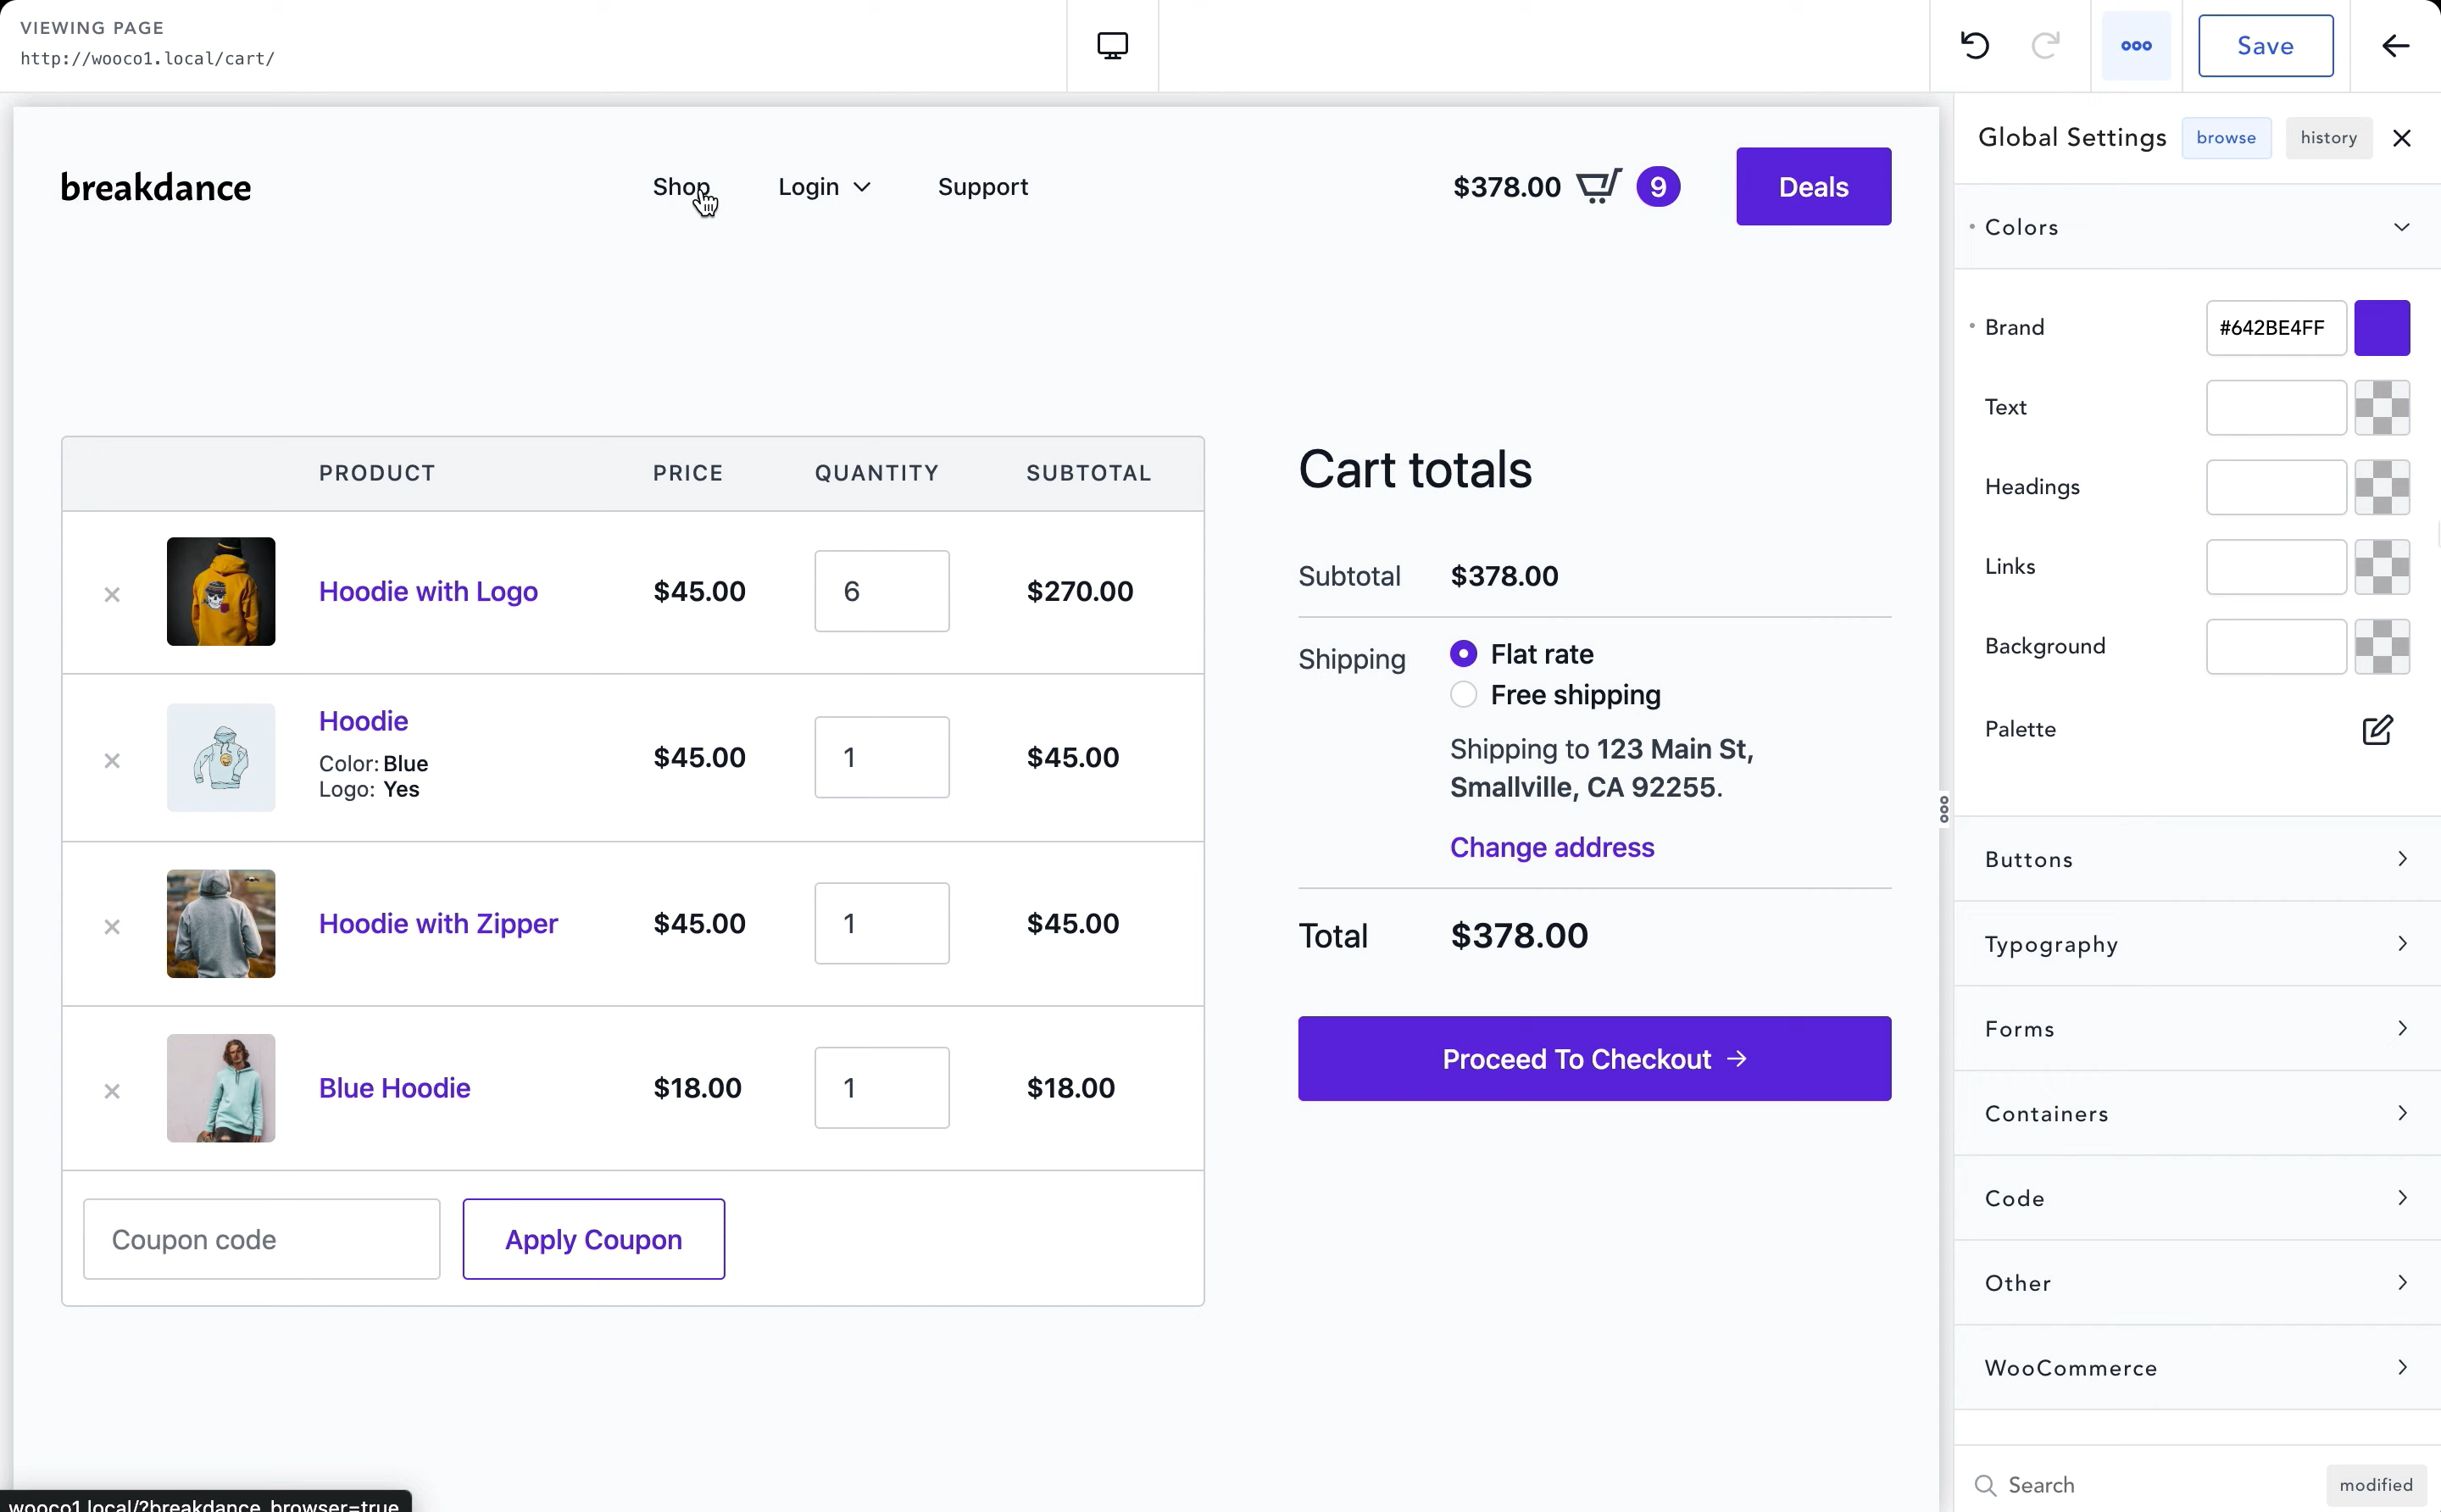 VIEWING PAGE
http://wooco1.local/cart/
Save
breakdance
Shop
Login
Support
$378.00
9
Deals
PRODUCT PRICE QUANTITY SUBTOTAL
Hoodie with Logo $45.00 6 $270.00
Hoodie
Color: Blue
Logo: Yes
$45.00 1 $45.00
Hoodie with Zipper $45.00 1 $45.00
Blue Hoodie $18.00 1 $18.00
Coupon code
Apply Coupon
Cart totals
Subtotal $378.00
Shipping
Flat rate
Free shipping
Shipping to 123 Main St,
Smallville, CA 92255.
Change address
Total $378.00
Proceed To Checkout →
Global Settings browse history
Colors
Brand #642BE4FF
Text
Headings
Links
Background
Palette
Buttons
Typography
Forms
Containers
Code
Other
WooCommerce
Search
modified
wooco1.local/?breakdance_browser=true